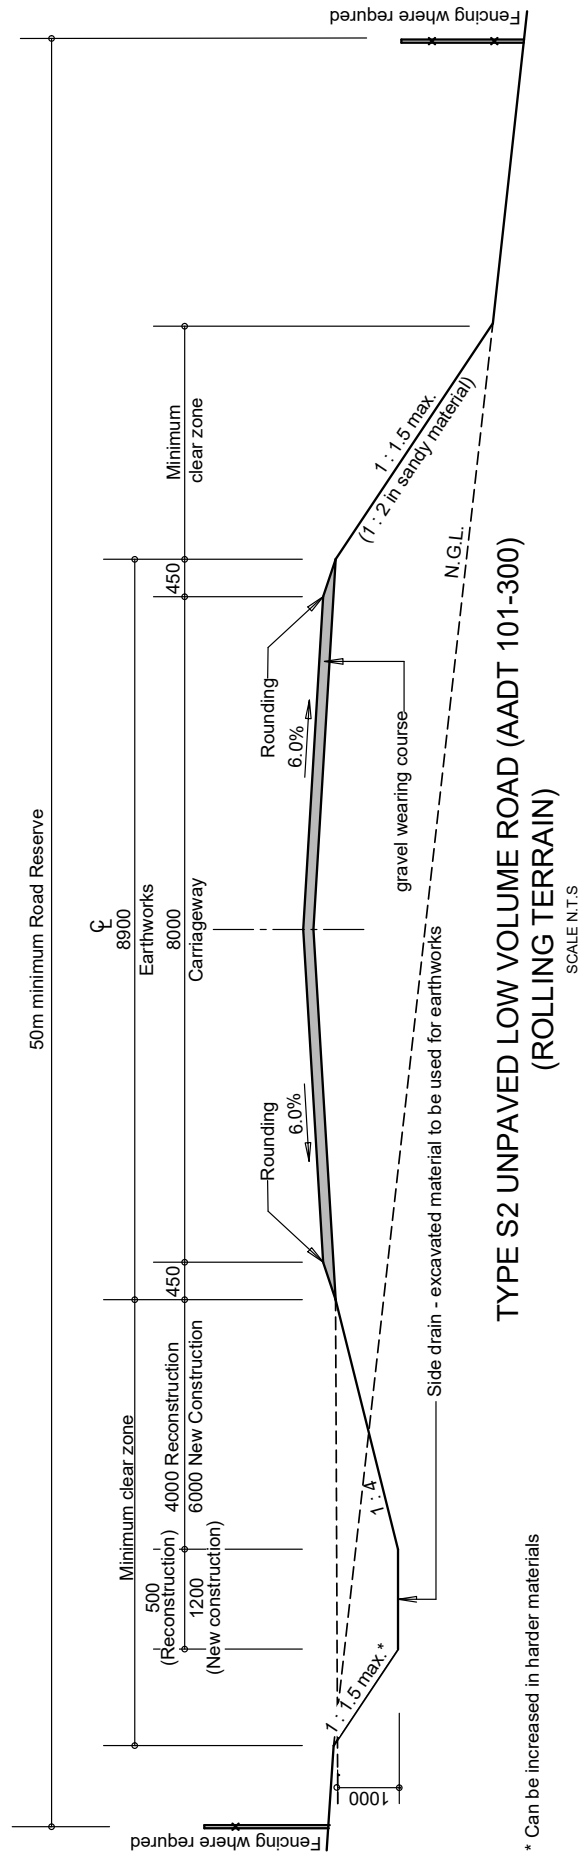 50m minimum Road Reserve
℄
8900
Earthworks
Minimum clear zone
8000
Carriageway
450
450
Minimum
clear zone
4000 Reconstruction
6000 New Construction
500
(Reconstruction)
1200
(New construction)
Rounding
Rounding
6.0%
6.0%
Fencing where requred
Fencing where requred
1 : 1.5 max. *
1000
1 : 4
1 : 1.5 max.
(1 : 2 in sandy material)
N.G.L.
gravel wearing course
Side drain - excavated material to be used for earthworks
TYPE S2 UNPAVED LOW VOLUME ROAD (AADT 101-300)
(ROLLING TERRAIN)
SCALE N.T.S
* Can be increased in harder materials